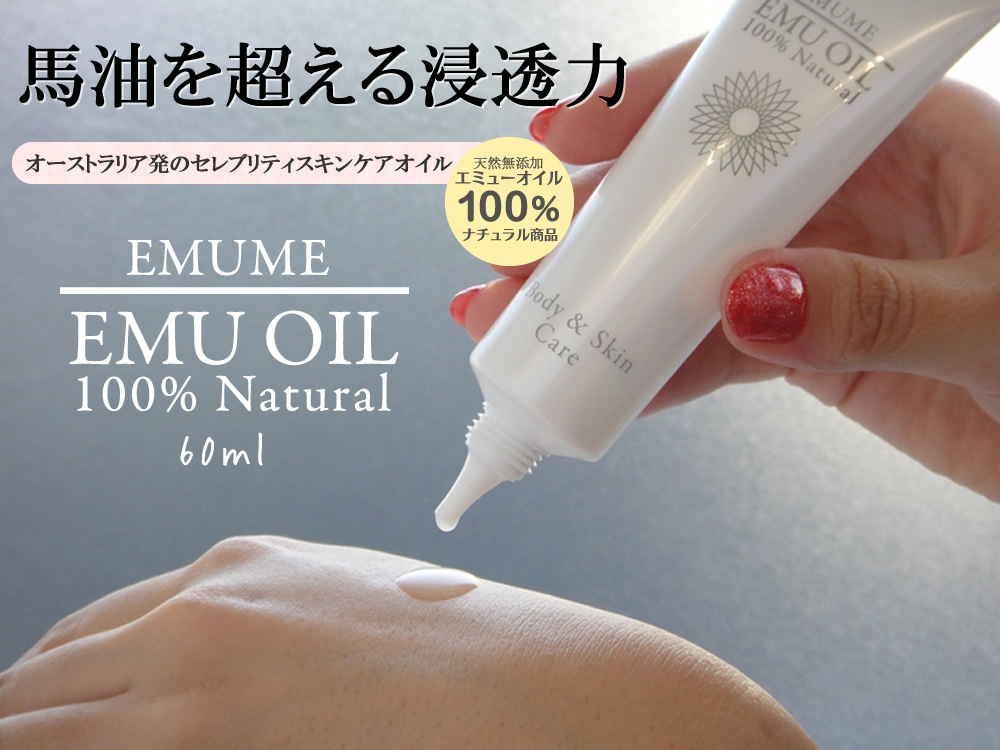 馬油を超える浸透力
オーストラリア発のセレブリティスキンケアオイル
天然無添加
エミューオイル
100%
ナチュラル商品
EMUME
EMU OIL
100% Natural
60ml
EMUME
EMU OIL
100% Natural
Body & Skin
Care